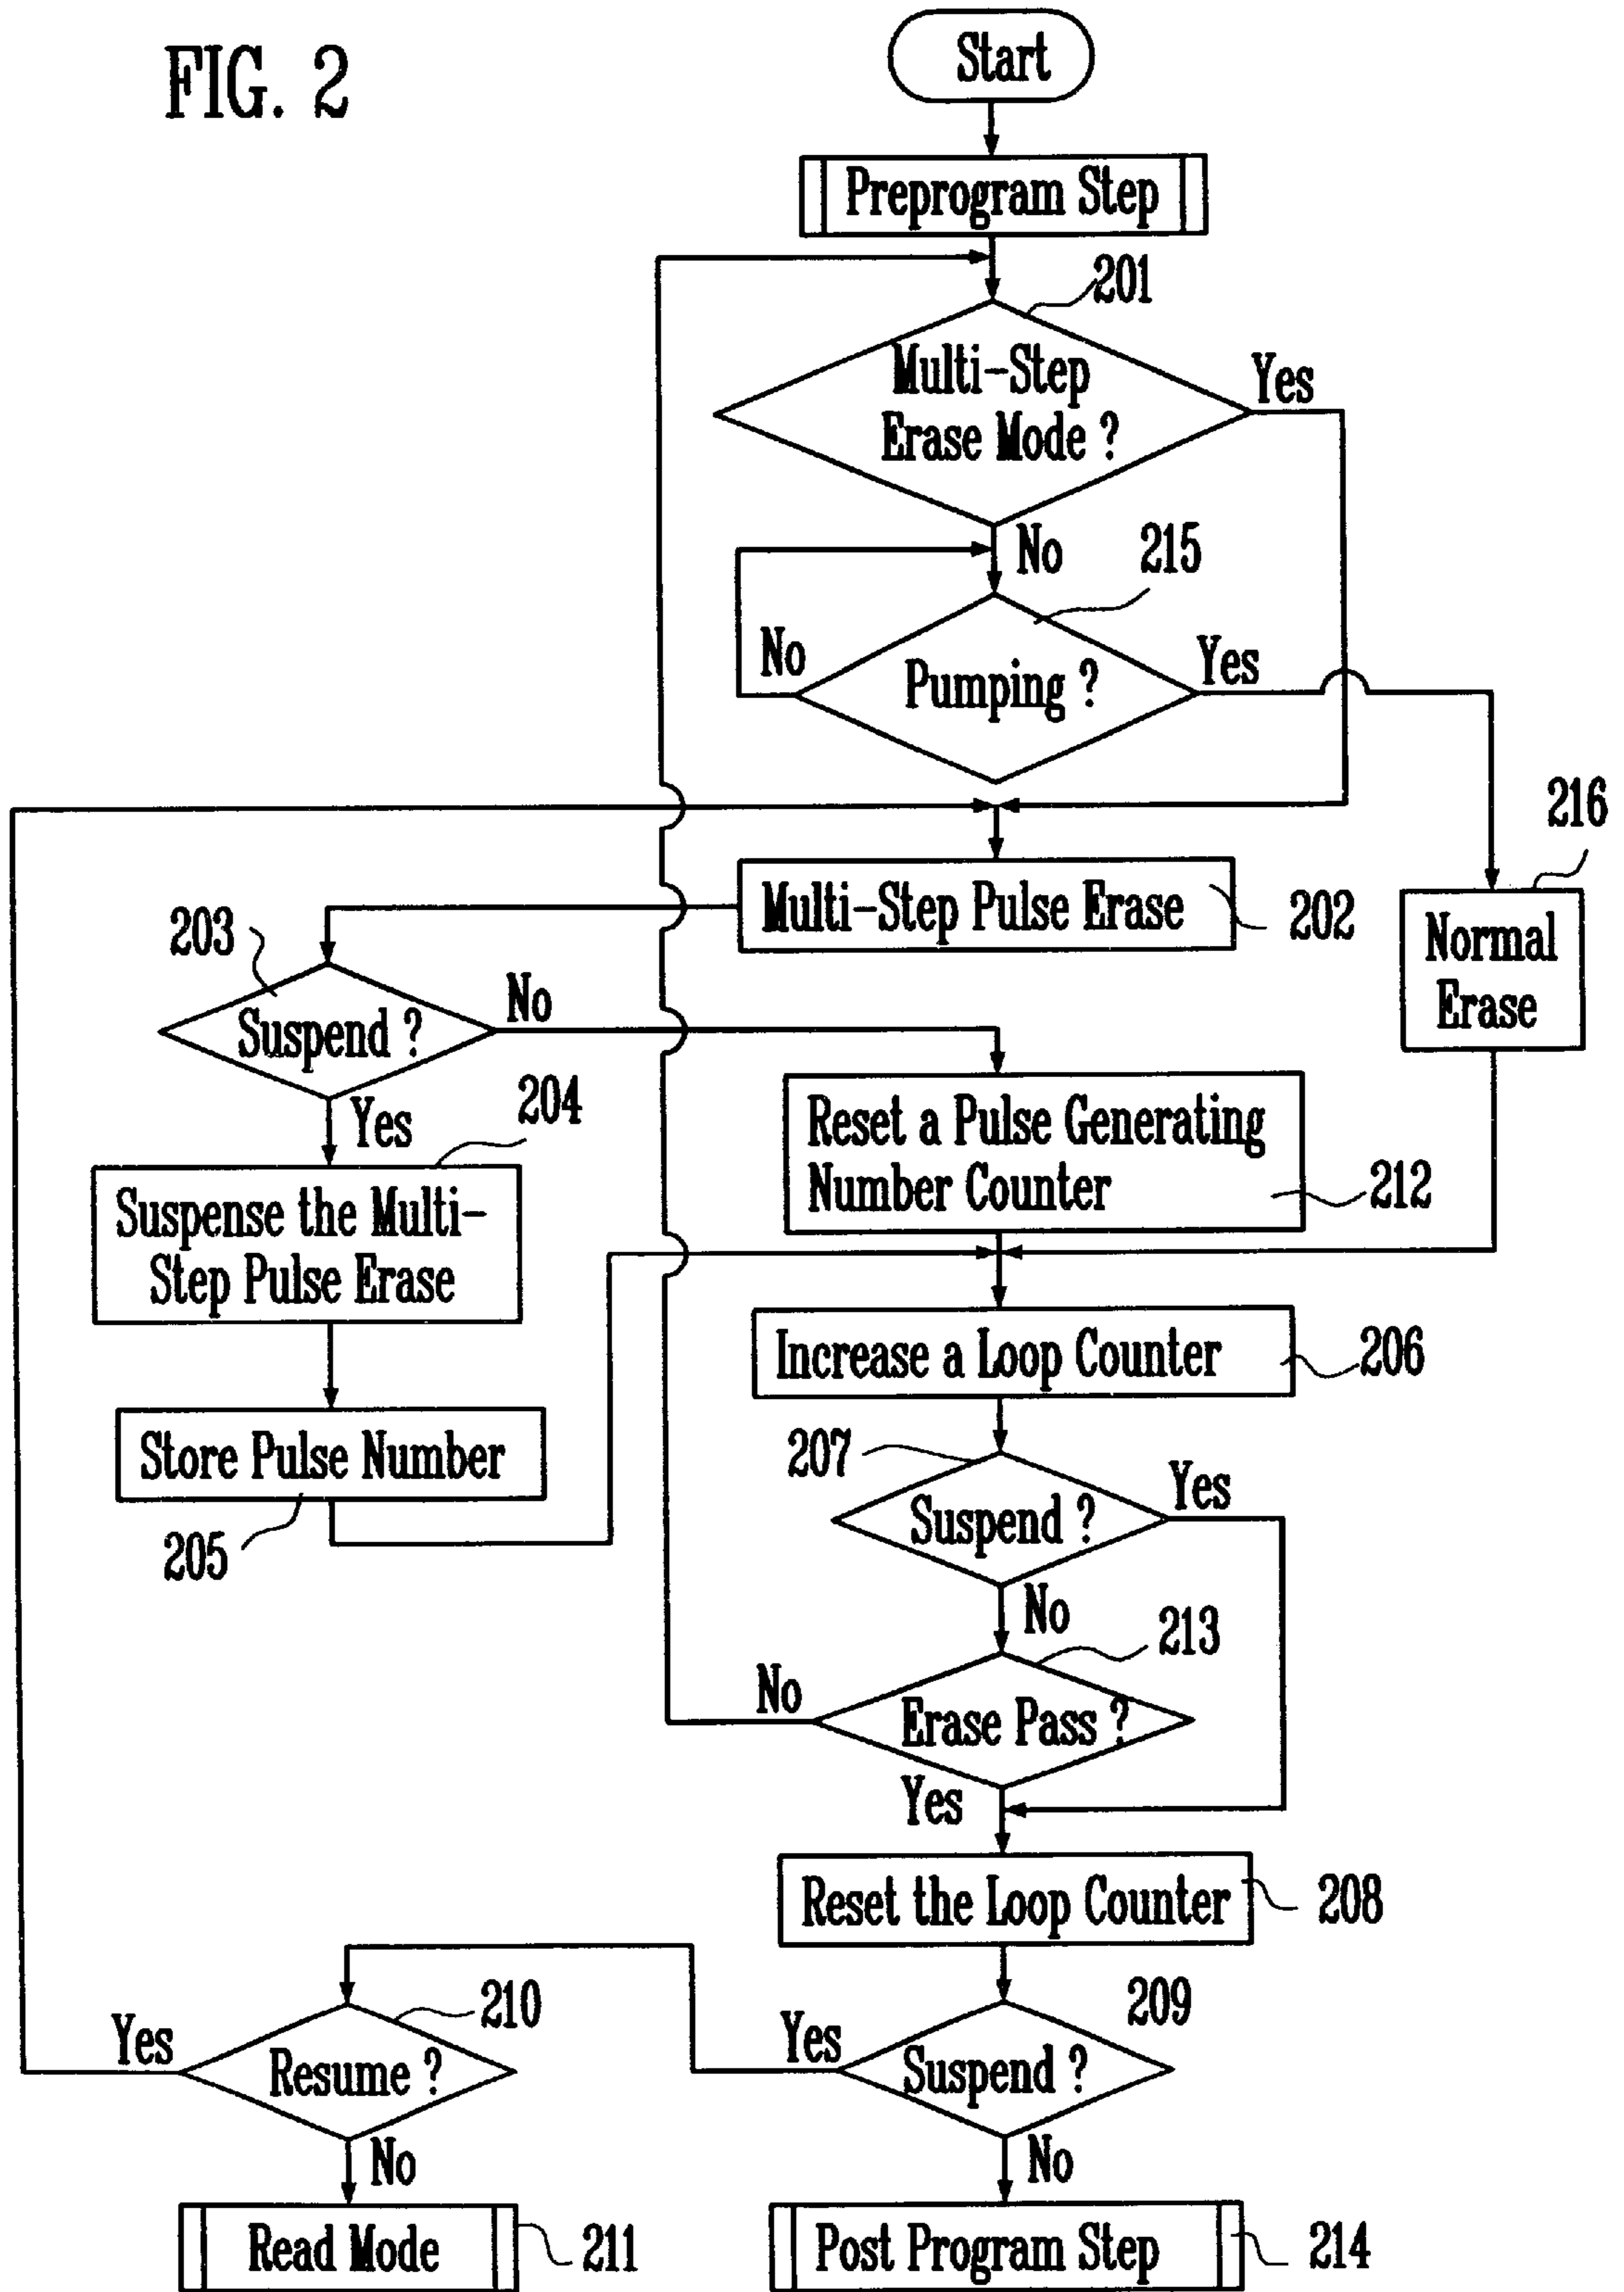 FIG. 2
Start
Preprogram Step
201
Multi-Step
Erase Mode ?
Yes
No
215
No
Pumping ?
Yes
216
Multi-Step Pulse Erase
202
Normal
Erase
203
Suspend ?
No
Yes
204
Reset a Pulse Generating
Number Counter
212
Suspense the Multi-
Step Pulse Erase
Increase a Loop Counter
206
Store Pulse Number
205
207
Suspend ?
Yes
No
213
No
Erase Pass ?
Yes
Reset the Loop Counter
208
210
Yes
Resume ?
209
Yes
Suspend ?
No
No
Read Mode
211
Post Program Step
214